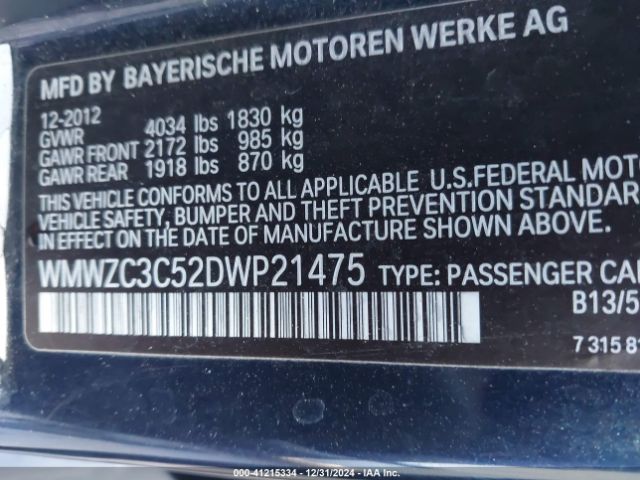 MFD BY BAYERISCHE MOTOREN WERKE AG
12-2012
GVWR 4034 lbs 1830 kg
GAWR FRONT 2172 lbs 985 kg
GAWR REAR 1918 lbs 870 kg
THIS VEHICLE CONFORMS TO ALL APPLICABLE U.S.FEDERAL MOT
VEHICLE SAFETY, BUMPER AND THEFT PREVENTION STANDAR
IN EFFECT ON THE DATE OF MANUFACTURE SHOWN ABOVE.
WMWZC3C52DWP21475 TYPE: PASSENGER CA
B13/5
7 315 81
000-41215334 - 12/31/2024 - IAA Inc.